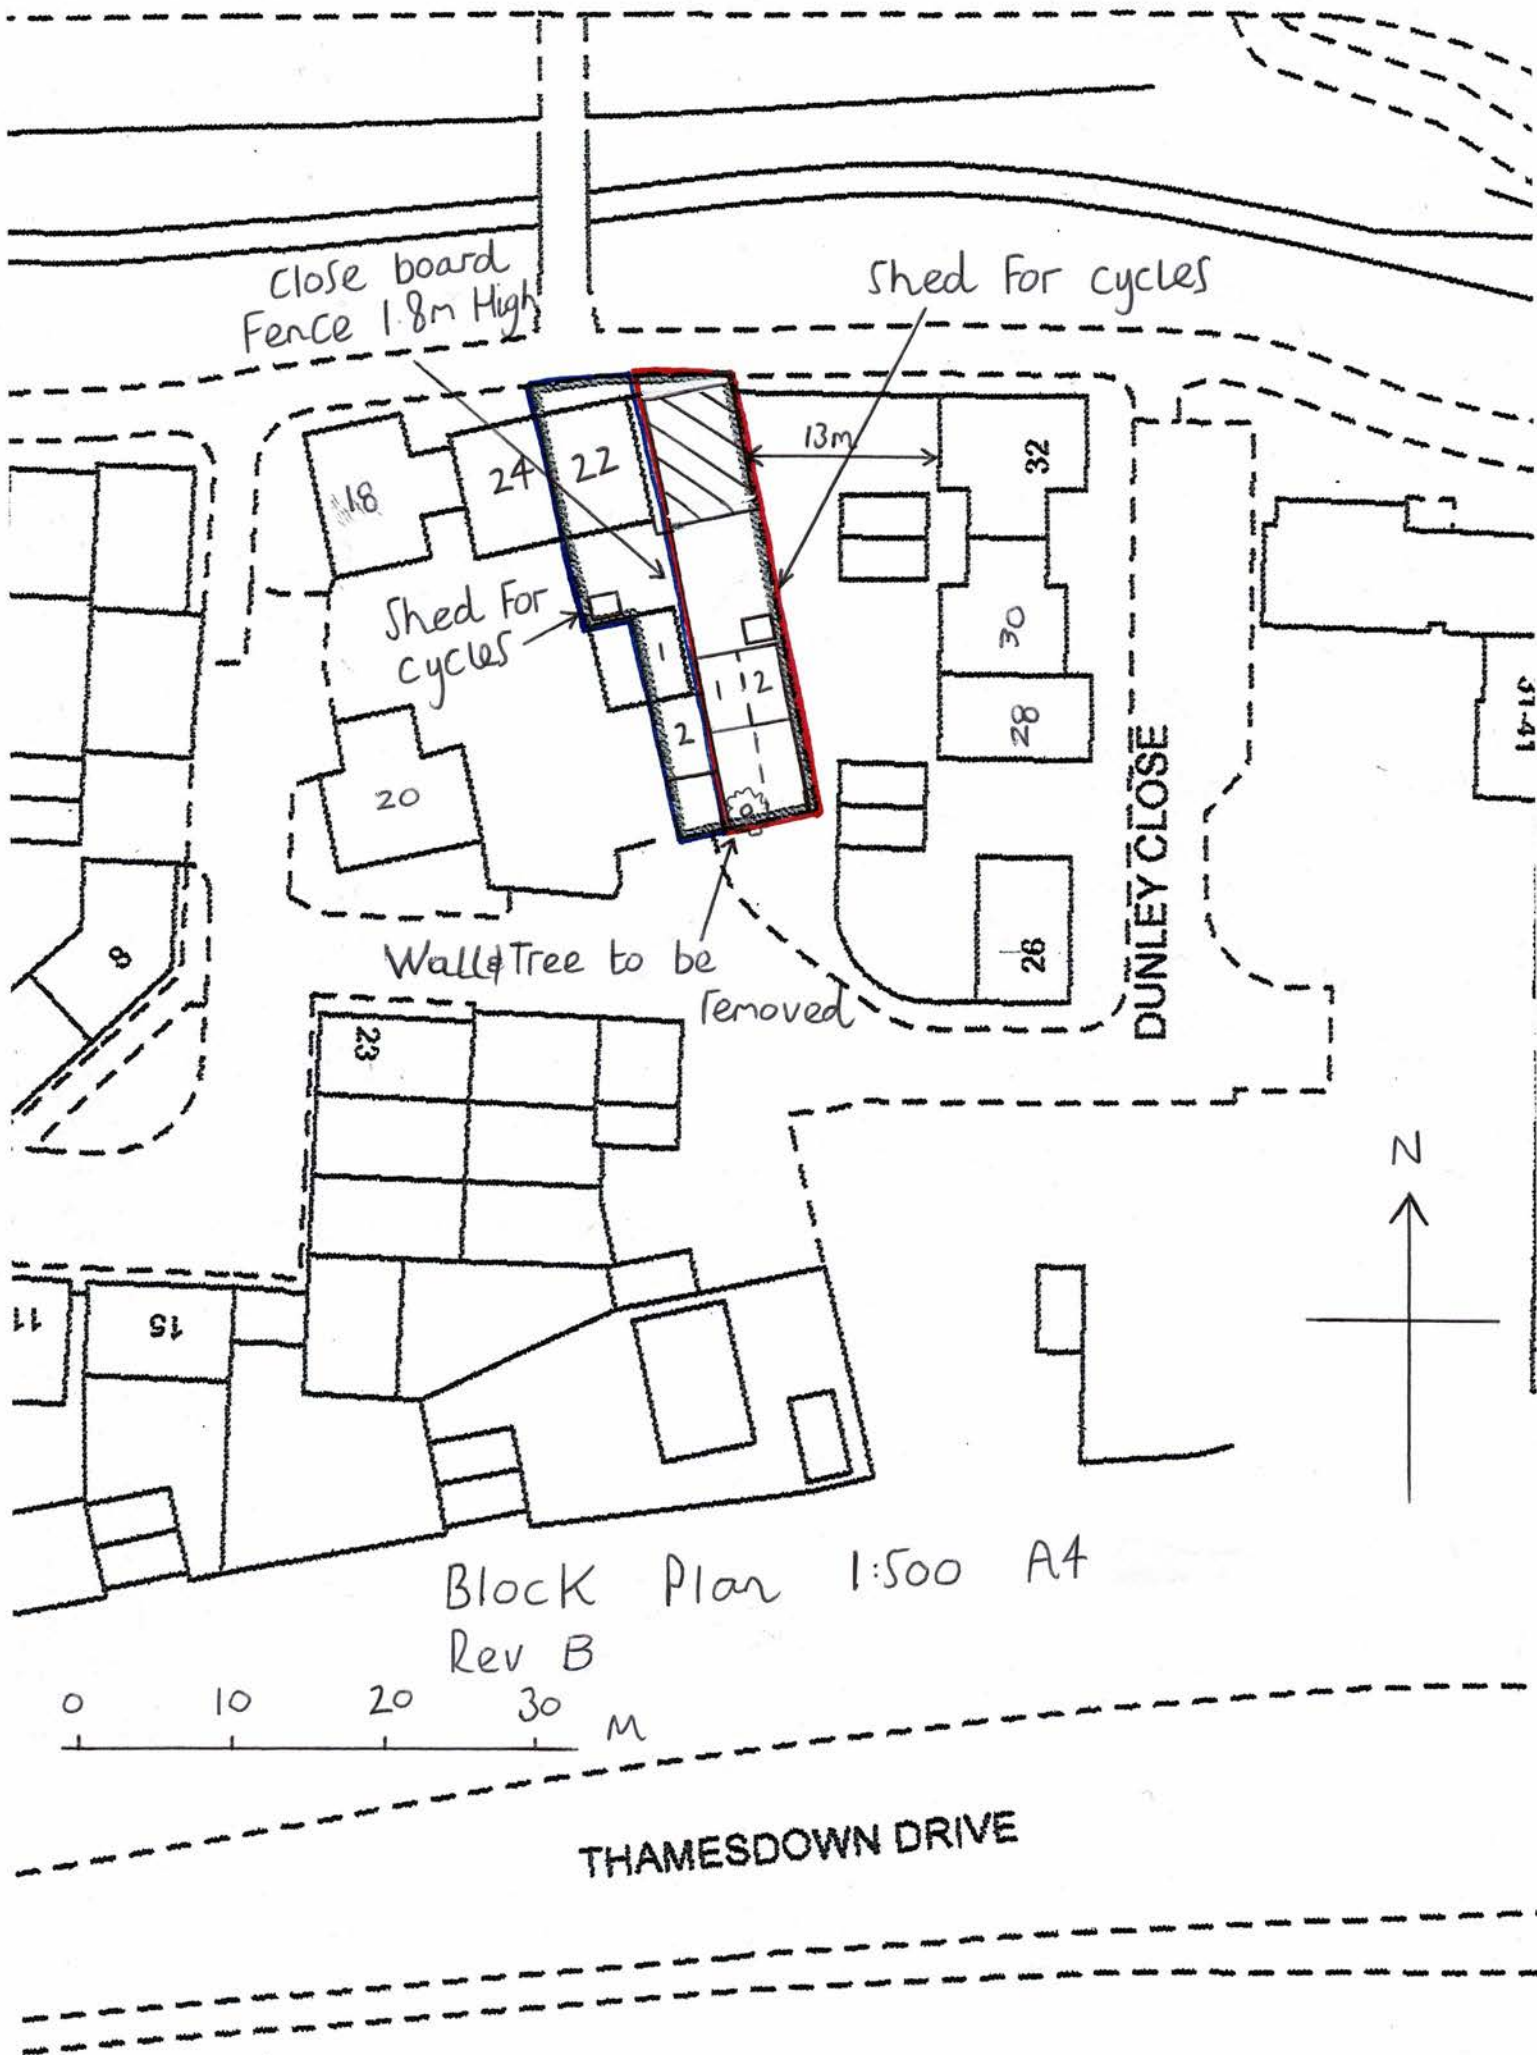 Close board
Fence 1.8m High
Shed For cycles
13m
32
24
22
18
Shed For
cycles
1
1 2
2
30
28
20
DUNLEY CLOSE
31-41
8
26
Wall & Tree to be
removed
23
N
11
15
Block Plan 1:500 A4
Rev B
0 10 20 30 M
THAMESDOWN DRIVE